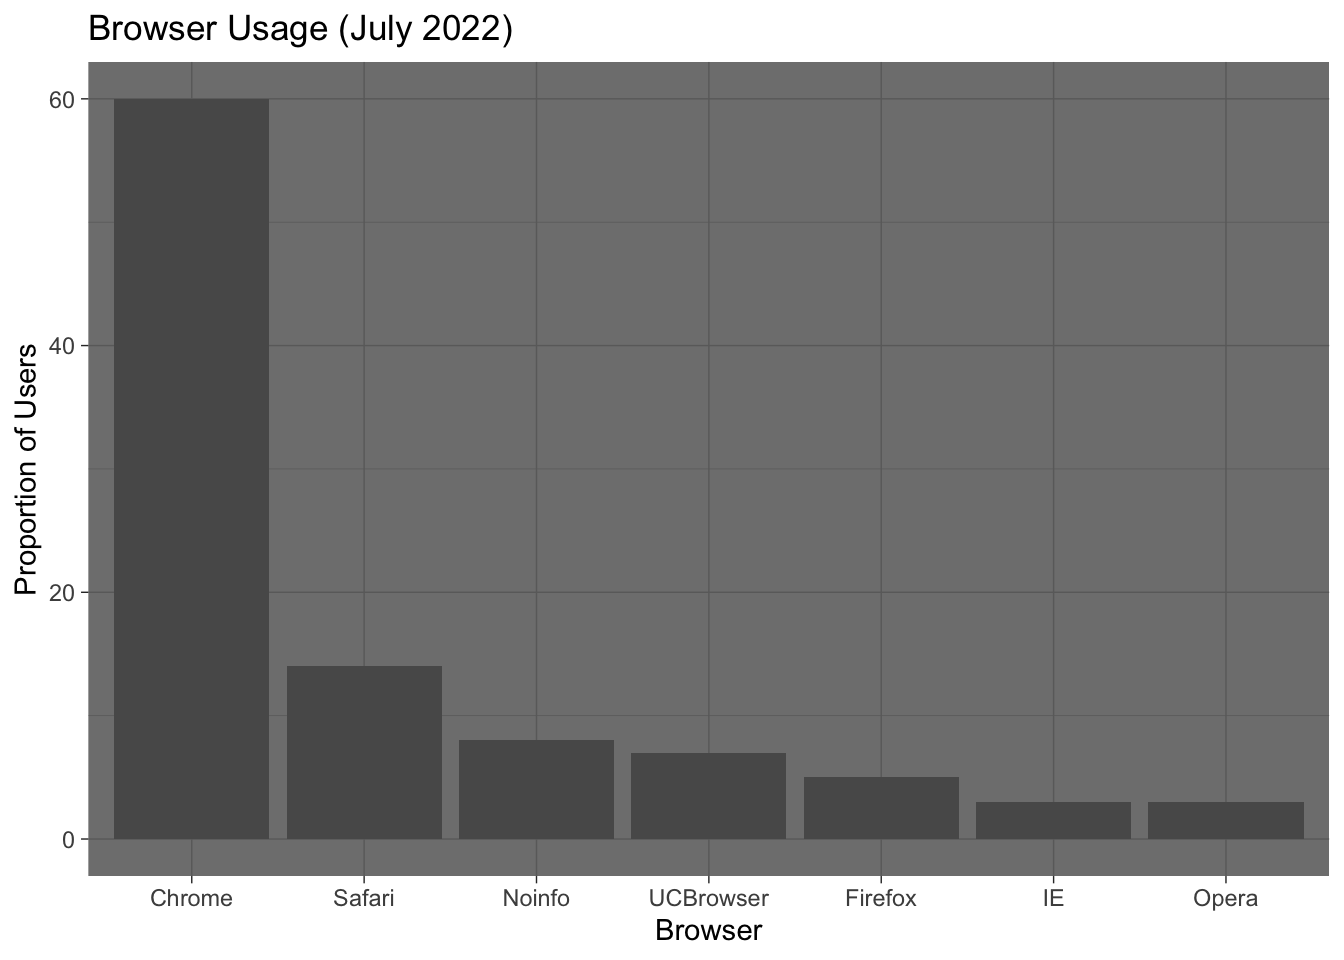 Browser Usage (July 2022)
Proportion of Users
60
40
20
0
Chrome Safari Noinfo UCBrowser Firefox IE Opera
Browser